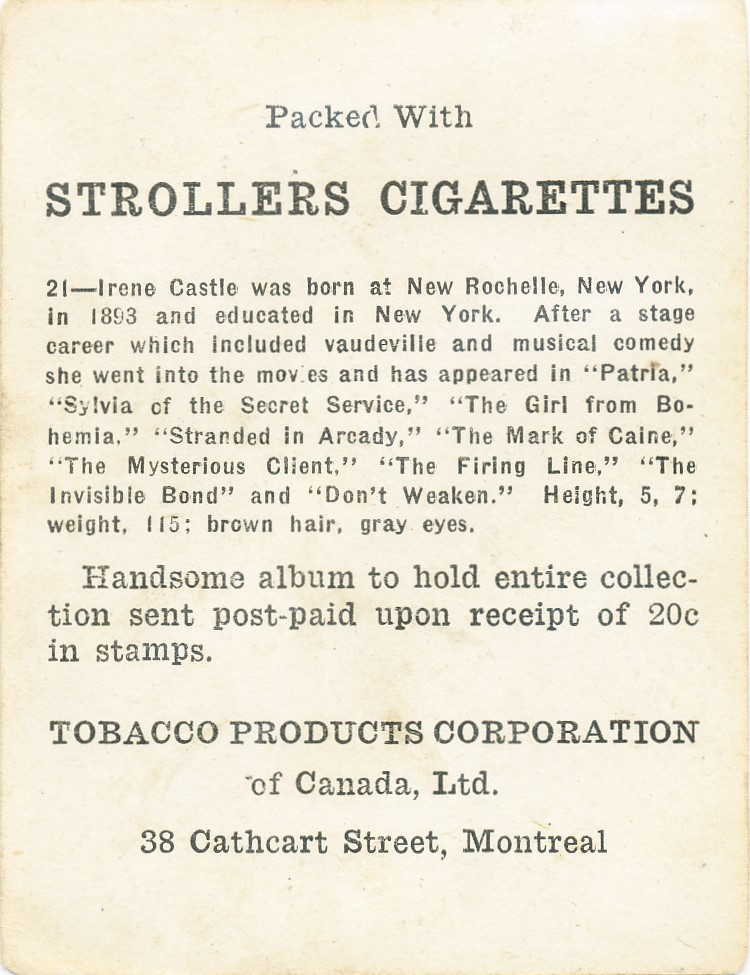 Packed With
STROLLERS CIGARETTES
21—Irene Castle was born at New Rochelle, New York,
in 1893 and educated in New York. After a stage
career which included vaudeville and musical comedy
she went into the movies and has appeared in “Patria,”
“Sylvia of the Secret Service,” “The Girl from Bo-
hemia,” “Stranded in Arcady,” “The Mark of Caine,”
“The Mysterious Client,” “The Firing Line,” “The
Invisible Bond” and “Don't Weaken.” Height, 5, 7;
weight, 115; brown hair, gray eyes.
Handsome album to hold entire collec-
tion sent post-paid upon receipt of 20c
in stamps.
TOBACCO PRODUCTS CORPORATION
of Canada, Ltd.
38 Cathcart Street, Montreal